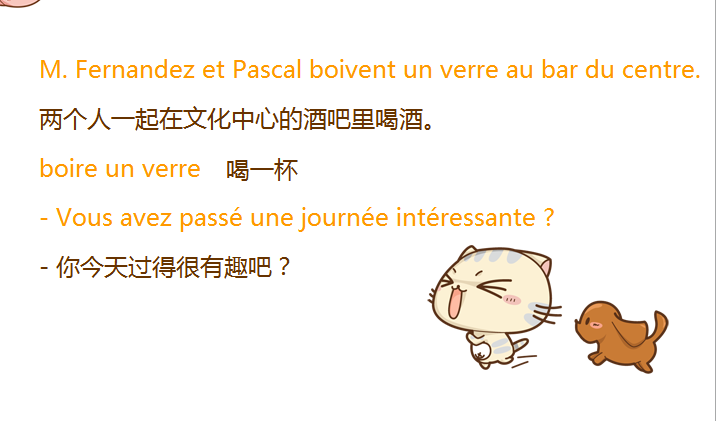 M. Fernandez et Pascal boivent un verre au bar du centre.
两个人一起在文化中心的酒吧里喝酒。
boire un verre 喝一杯
- Vous avez passé une journée intéressante ?
- 你今天过得很有趣吧？